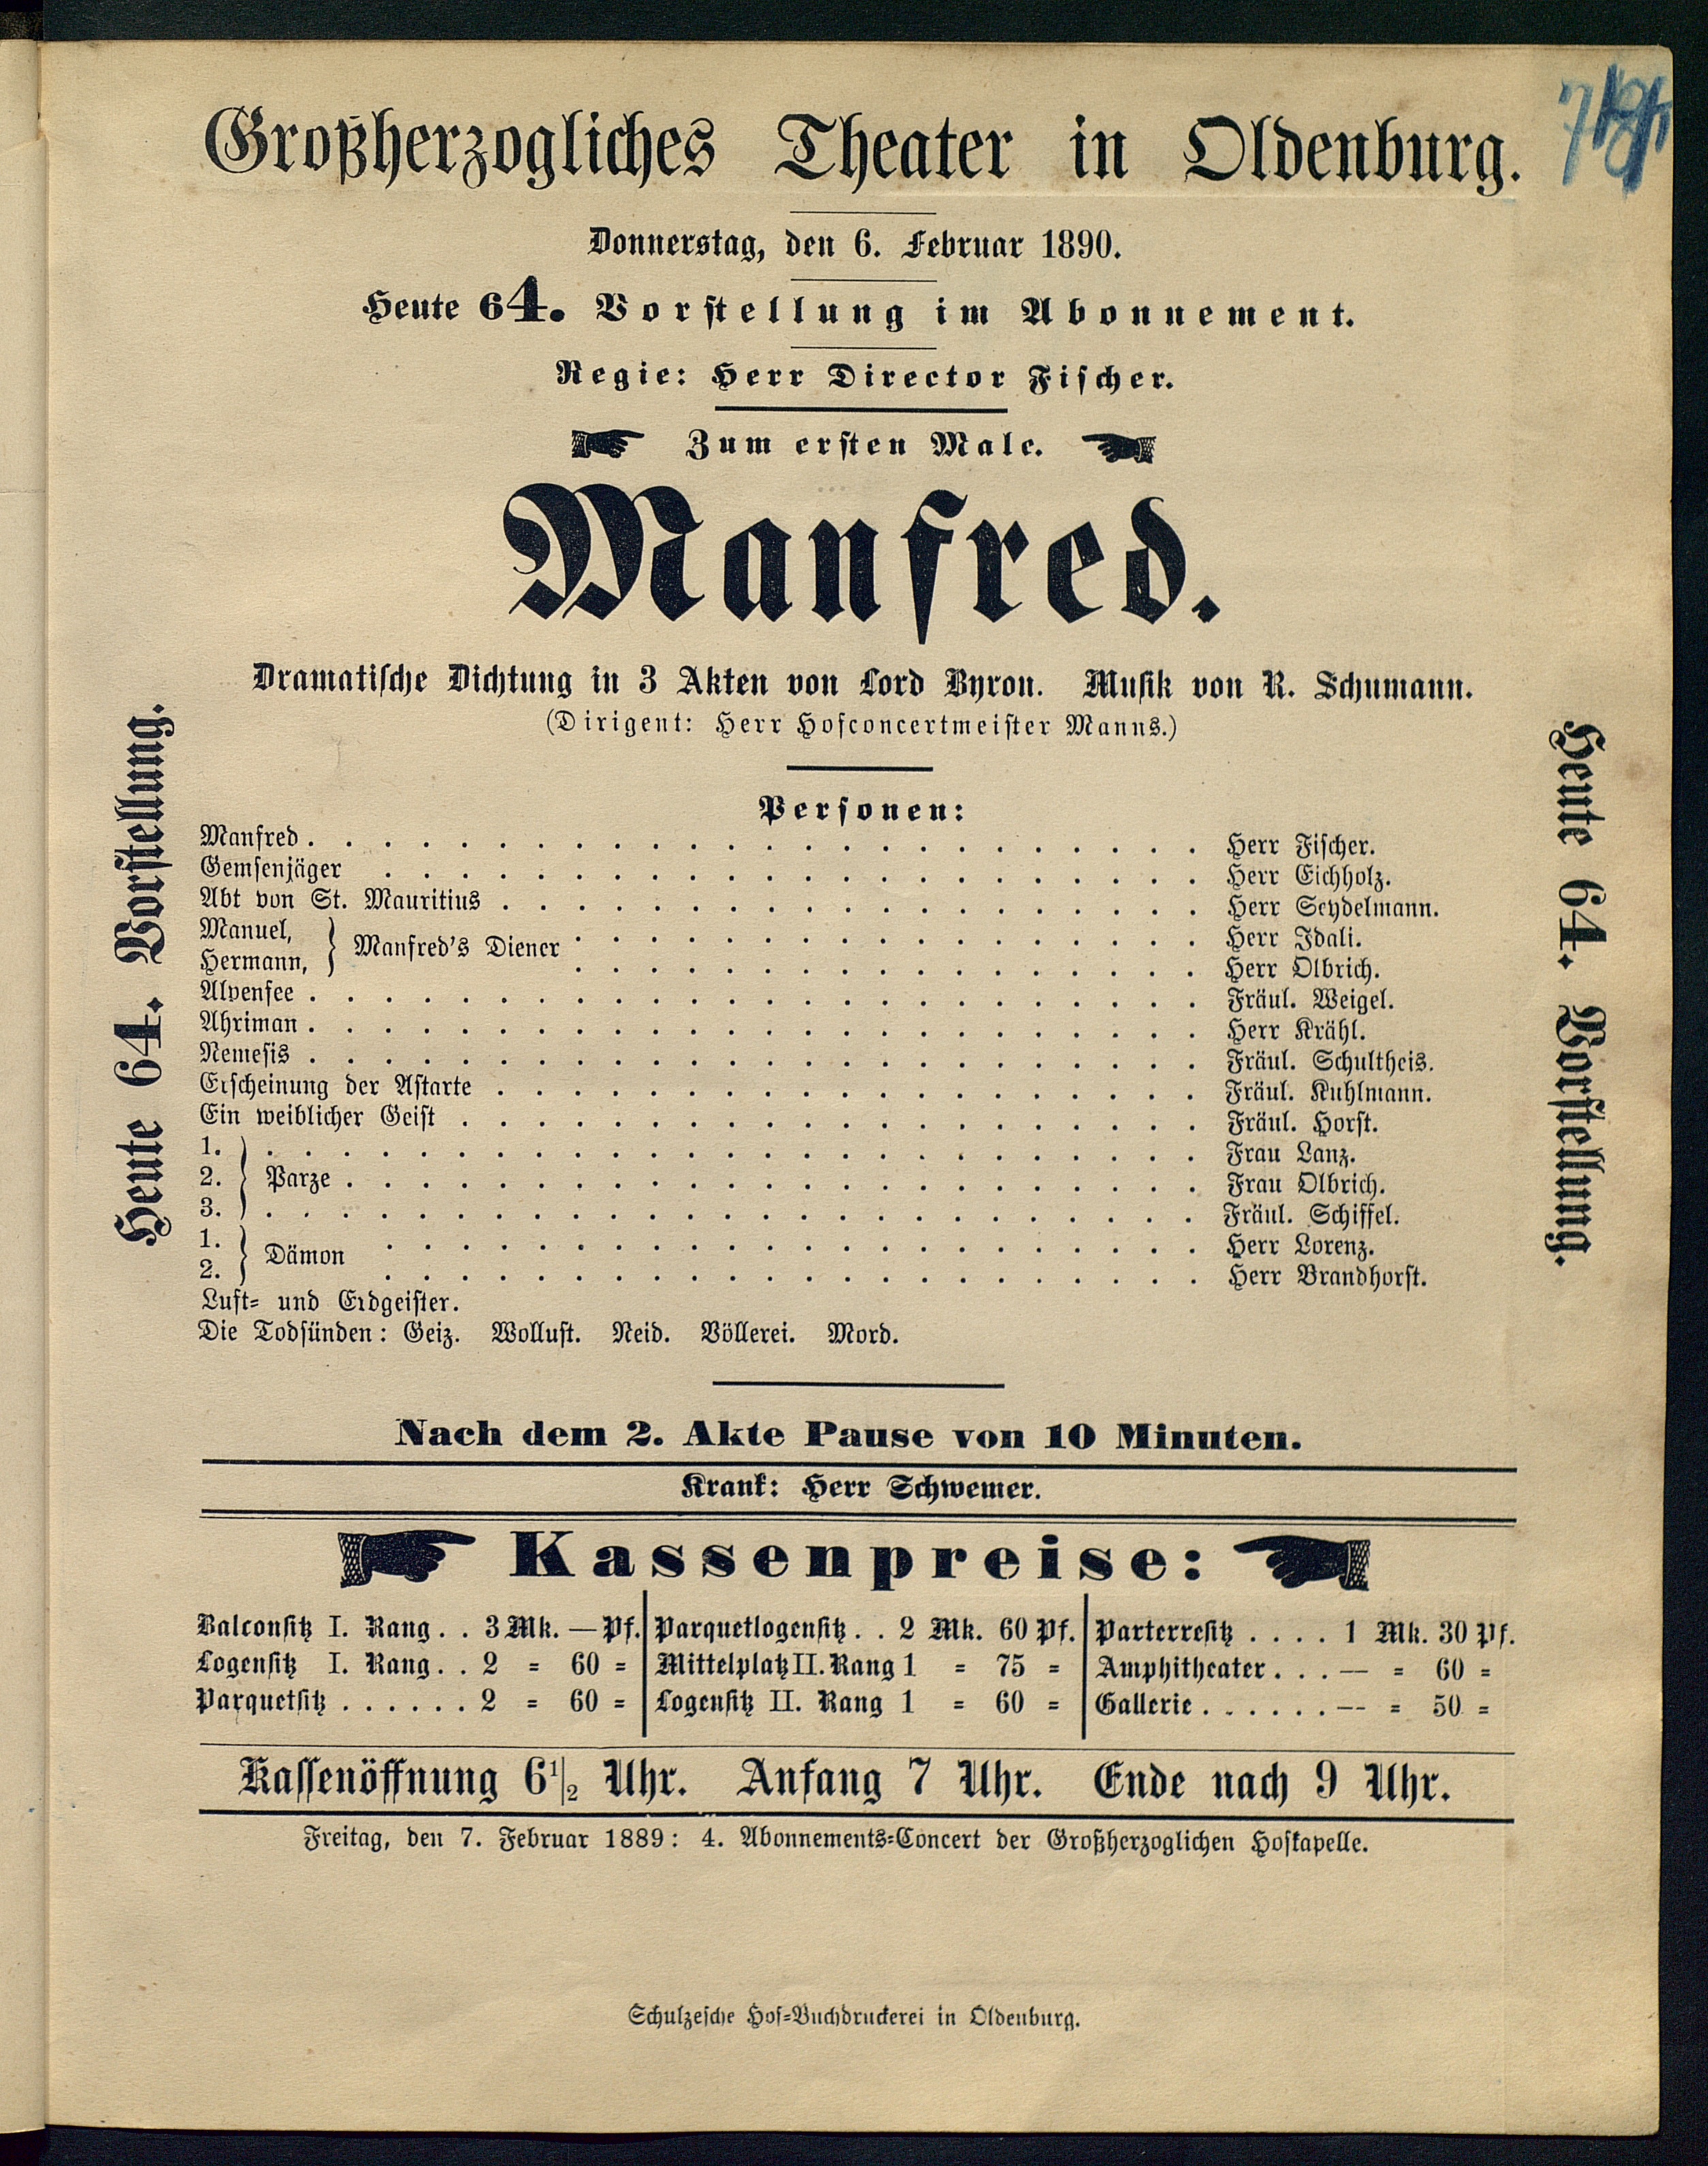 Großherzogliches Theater in Oldenburg.
Donnerstag, den 6. Februar 1890.
Heute 64. Vorstellung im Abonnement.
Regie: Herr Director Fischer.
Zum ersten Male.
Manfred.
Dramatische Dichtung in 3 Akten von Lord Byron. Musik von R. Schumann.
(Dirigent: Herr Hofconcertmeister Manns.)
Heute 64. Vorstellung.
Heute 64. Vorstellung.
Personen:
Manfred . . . . . Herr Fischer.
Gemsenjäger . . . . . Herr Eichholz.
Abt von St. Mauritius . . . . . Herr Seydelmann.
Manuel, } Manfred's Diener . . . . . Herr Idali.
Hermann, } . . . . . Herr Olbrich.
Alpenfee . . . . . Fräul. Weigel.
Ahriman . . . . . Herr Krähl.
Nemesis . . . . . Fräul. Schultheis.
Erscheinung der Astarte . . . . . Fräul. Kuhlmann.
Ein weiblicher Geist . . . . . Fräul. Horst.
1. } . . . . . Frau Lanz.
2. } Parze . . . . . Frau Olbrich.
3. } . . . . . Fräul. Schiffel.
1. } Dämon . . . . . Herr Lorenz.
2. } . . . . . Herr Brandhorst.
Luft- und Erdgeister.
Die Todsünden: Geiz. Wollust. Neid. Völlerei. Mord.
Nach dem 2. Akte Pause von 10 Minuten.
Krank: Herr Schwemer.
Kassenpreise:
Balconsitz I. Rang . . 3 Mk. — Pf.
Logensitz I. Rang . . 2 = 60 =
Parquetsitz . . . . . . 2 = 60 =
Parquetlogensitz . . 2 Mk. 60 Pf.
Mittelplatz II. Rang 1 = 75 =
Logensitz II. Rang 1 = 60 =
Parterresitz . . . . 1 Mk. 30 Pf.
Amphitheater . . . — = 60 =
Gallerie . . . . . . — = 50 =
Kassenöffnung 6 1/2 Uhr. Anfang 7 Uhr. Ende nach 9 Uhr.
Freitag, den 7. Februar 1889: 4. Abonnements-Concert der Großherzoglichen Hofkapelle.
Schulzesche Hof-Buchdruckerei in Oldenburg.